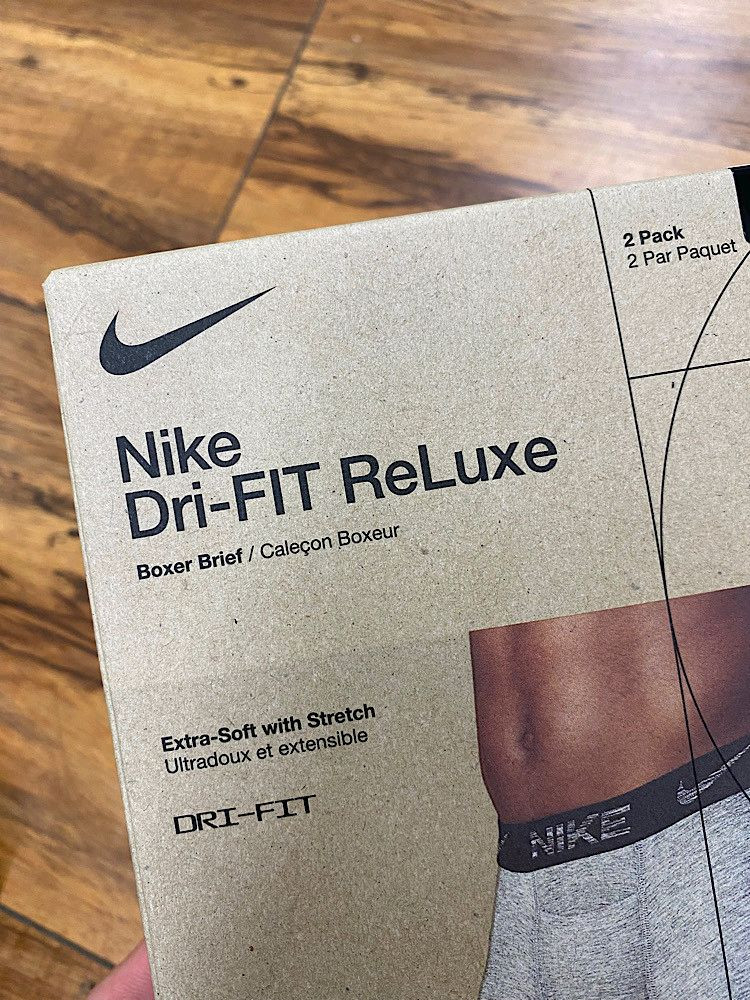 2 Pack
2 Par Paquet
Nike
Dri-FIT ReLuxe
Boxer Brief / Caleçon Boxeur
Extra-Soft with Stretch
Ultradoux et extensible
DRI-FIT
NIKE